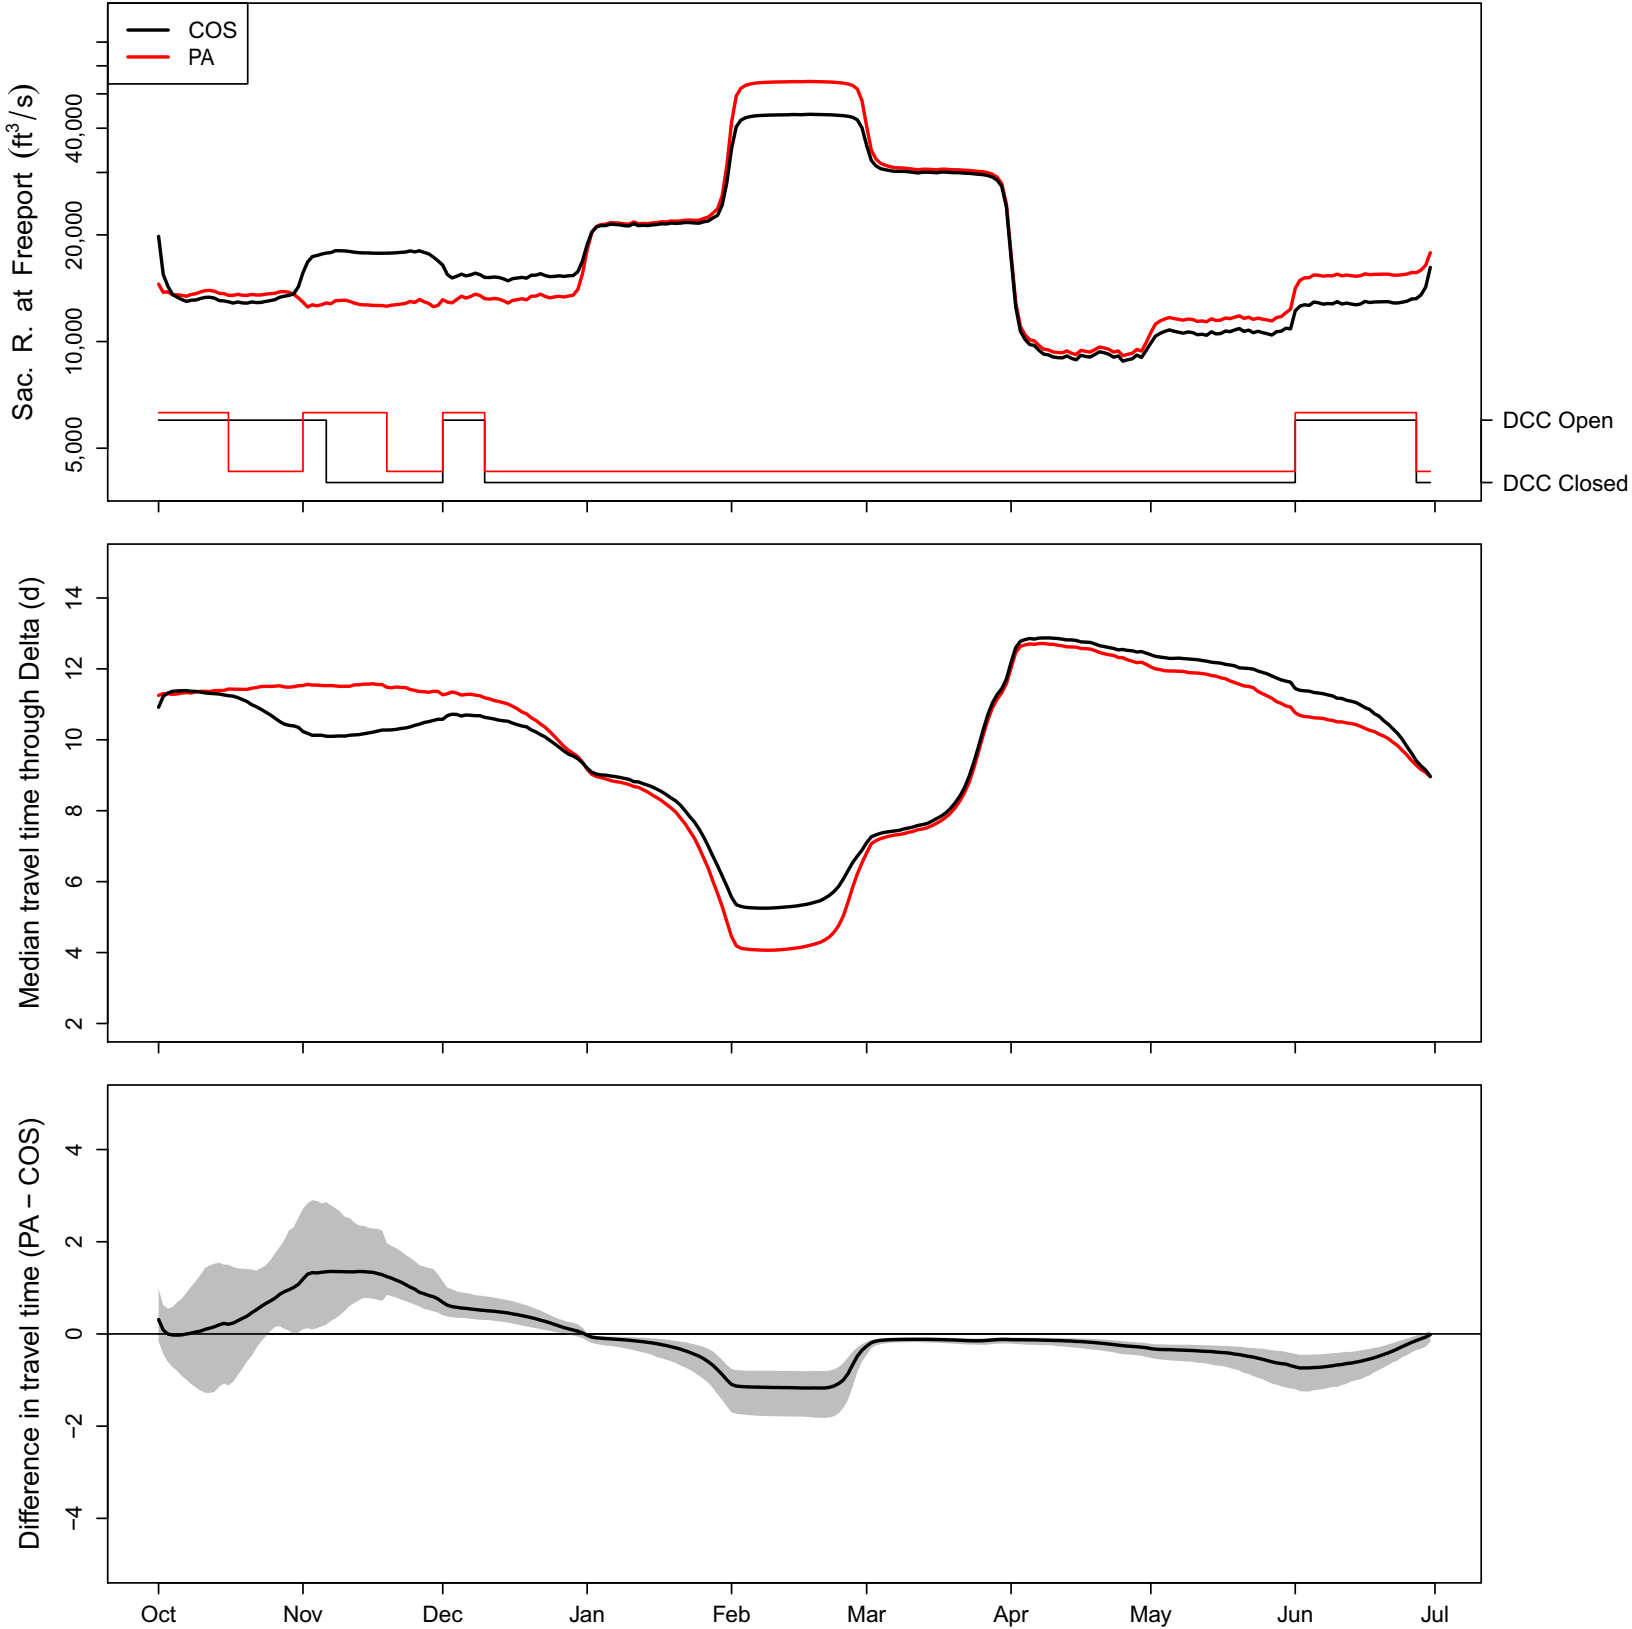 COS
PA
Sac. R. at Freeport (ft³/s)
40,000
20,000
10,000
5,000
DCC Open
DCC Closed
Median travel time through Delta (d)
14
12
10
8
6
4
2
Difference in travel time (PA − COS)
4
2
0
−2
−4
Oct Nov Dec Jan Feb Mar Apr May Jun Jul